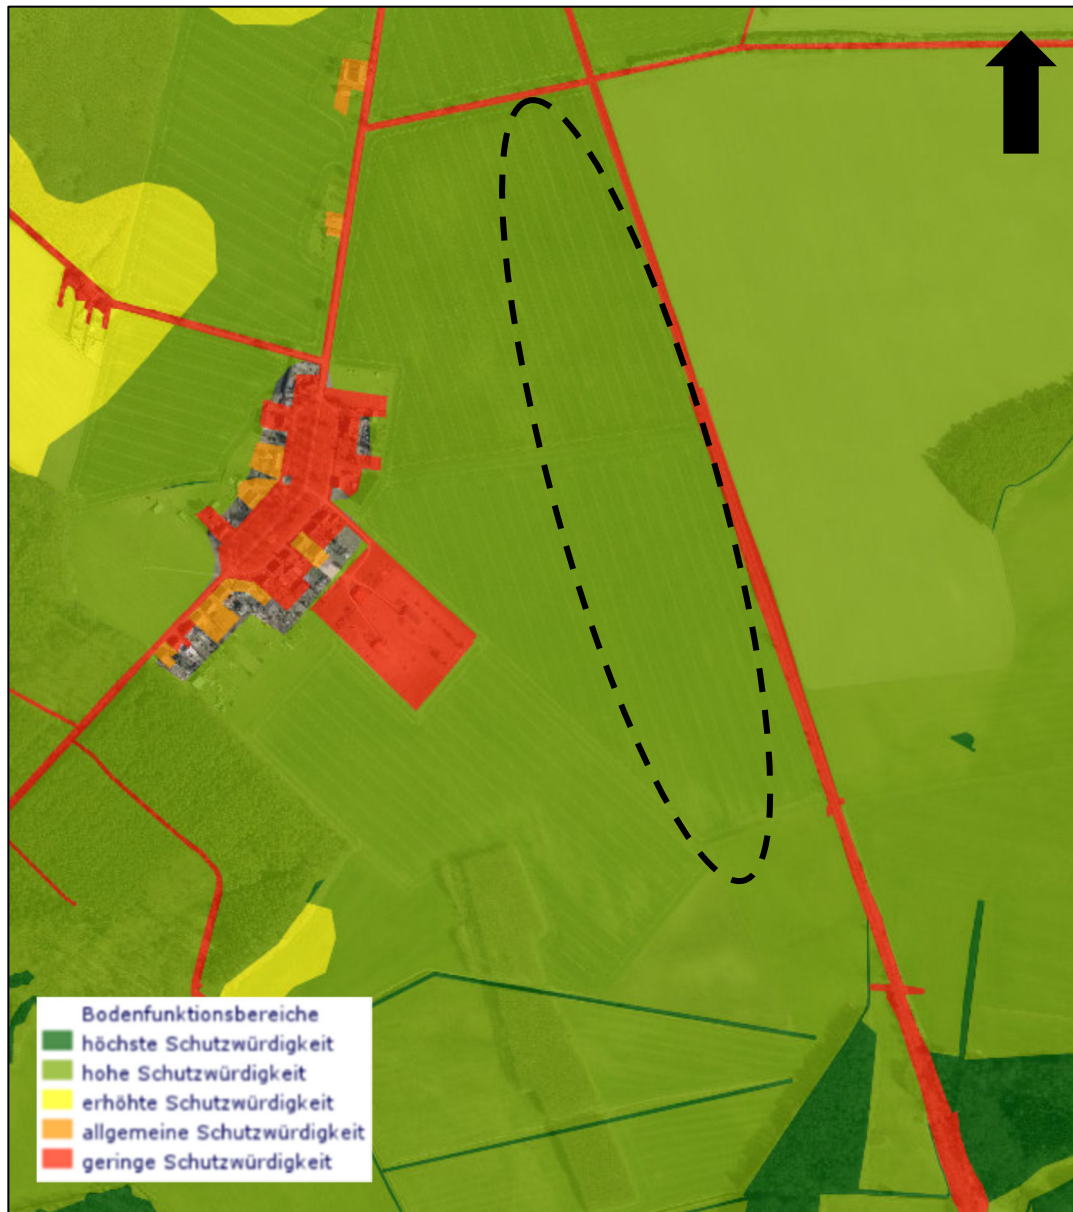 Bodenfunktionsbereiche
höchste Schutzwürdigkeit
hohe Schutzwürdigkeit
erhöhte Schutzwürdigkeit
allgemeine Schutzwürdigkeit
geringe Schutzwürdigkeit